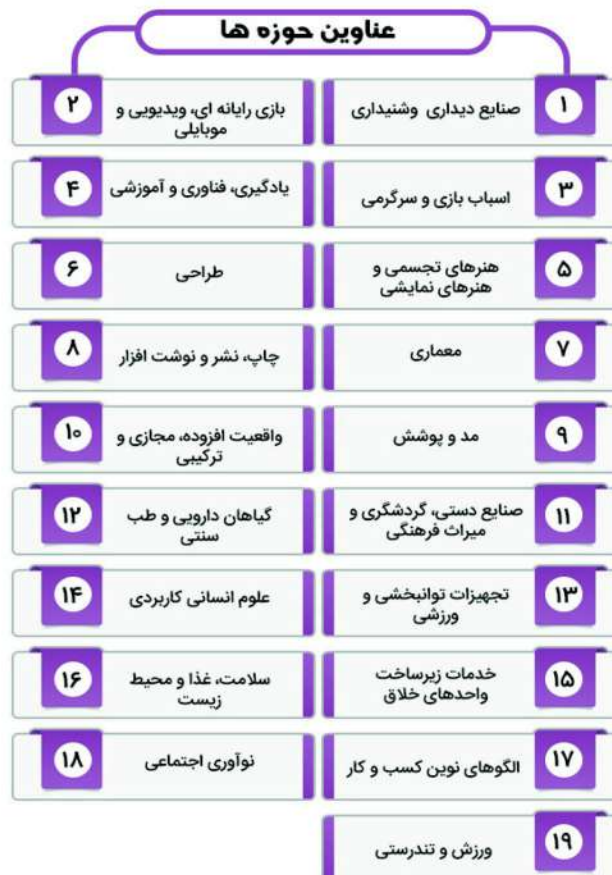 عناوین حوزه ها
۱
صنایع دیداری وشنیداری
۲
بازی رایانه ای، ویدیویی و
موبایلی
۳
اسباب بازی و سرگرمی
۴
یادگیری، فناوری و آموزشی
۵
هنرهای تجسمی و
هنرهای نمایشی
۶
طراحی
۷
معماری
۸
چاپ، نشر و نوشت افزار
۹
مد و پوشش
۱۰
واقعیت افزوده، مجازی و
ترکیبی
۱۱
صنایع دستی، گردشگری و
میراث فرهنگی
۱۲
گیاهان دارویی و طب
سنتی
۱۳
تجهیزات توانبخشی و
ورزشی
۱۴
علوم انسانی کاربردی
۱۵
خدمات زیرساخت
واحدهای خلاق
۱۶
سلامت، غذا و محیط
زیست
۱۷
الگوهای نوین کسب و کار
۱۸
نوآوری اجتماعی
۱۹
ورزش و تندرستی